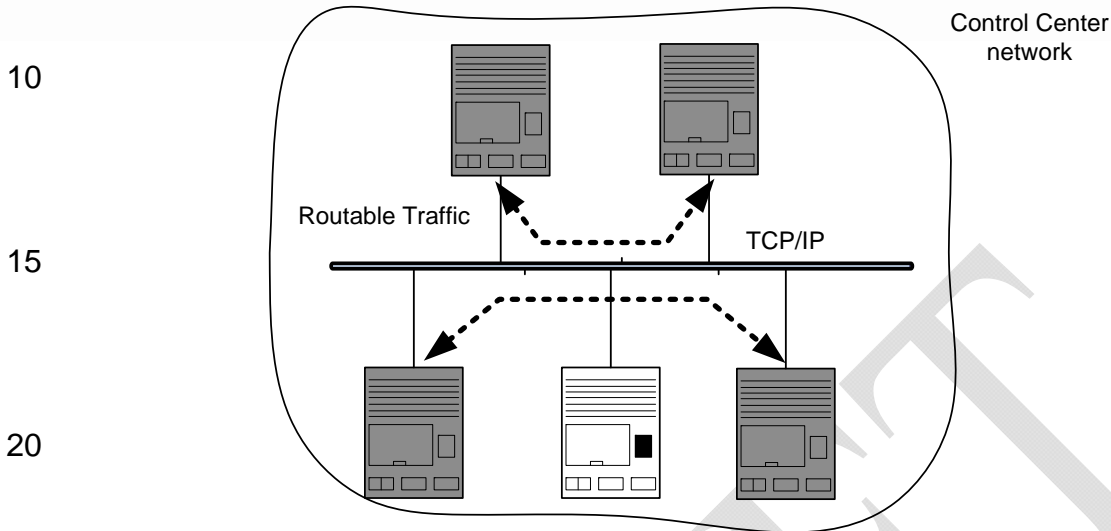 Control Center
network
10
Routable Traffic
TCP/IP
15
20